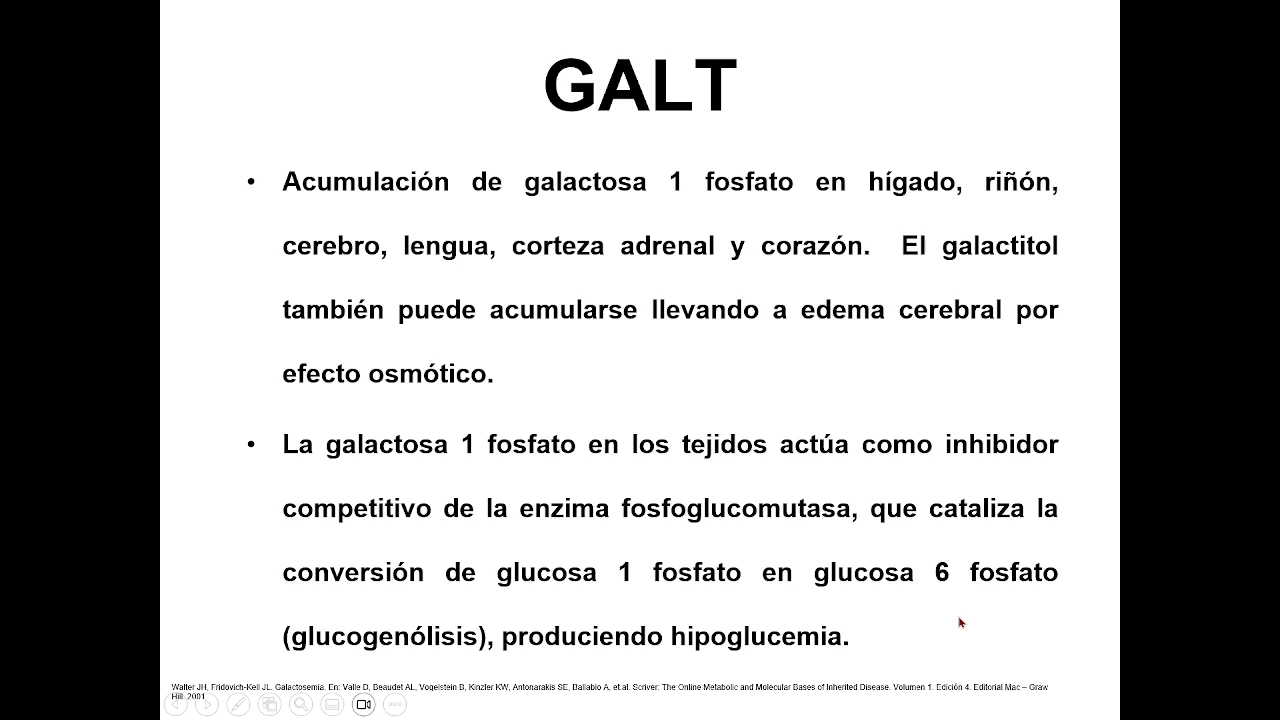 GALT
• Acumulación de galactosa 1 fosfato en hígado, riñón,
cerebro, lengua, corteza adrenal y corazón. El galactitol
también puede acumularse llevando a edema cerebral por
efecto osmótico.
• La galactosa 1 fosfato en los tejidos actúa como inhibidor
competitivo de la enzima fosfoglucomutasa, que cataliza la
conversión de glucosa 1 fosfato en glucosa 6 fosfato
(glucogenólisis), produciendo hipoglucemia.
Walter JH, Fridovich-Keil JL. Galactosemia. En: Valle D, Beaudet AL, Vogelstein B, Kinzler KW, Antonarakis SE, Ballabio A, et.al. Scriver: The Online Metabolic and Molecular Bases of Inherited Disease. Volumen 1. Edición 4. Editorial Mac – Graw
Hill. 2001